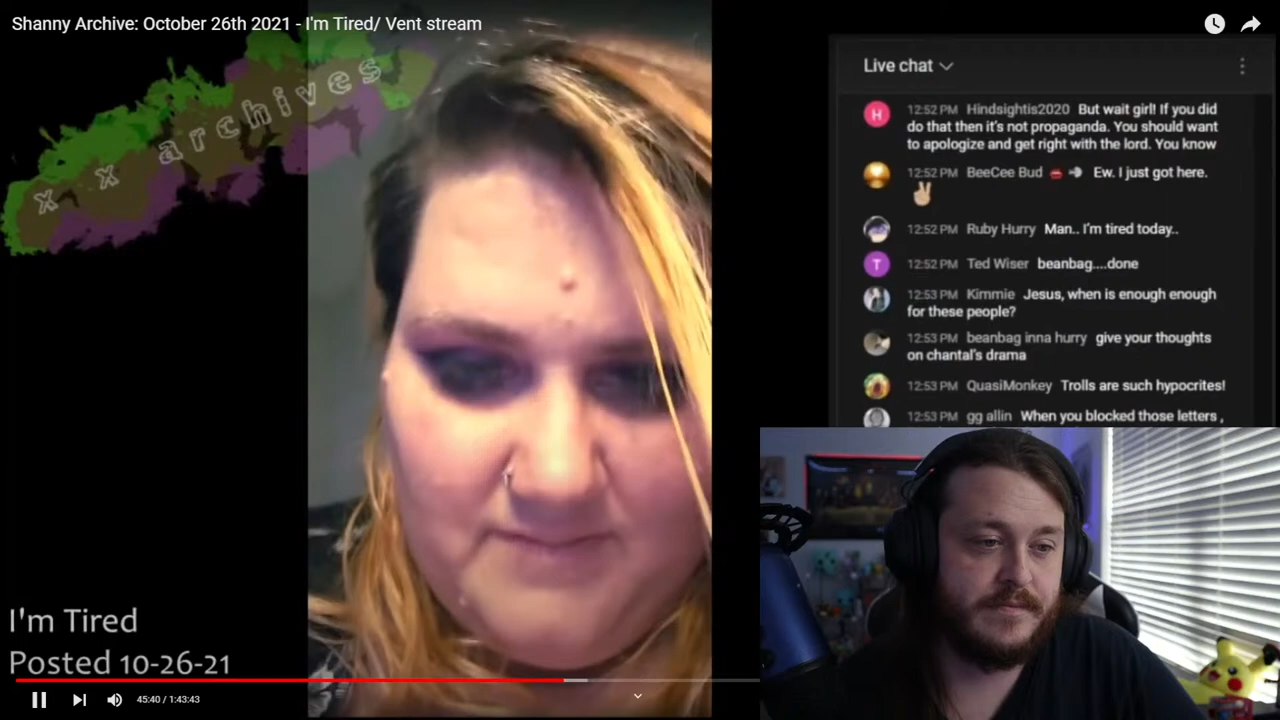 Shanny Archive: October 26th 2021 - I'm Tired/ Vent stream
x x archives
Live chat
12:52 PM Hindsightis2020 But wait girl! If you did
do that then it's not propaganda. You should want
to apologize and get right with the lord. You know
12:52 PM BeeCee Bud Ew. I just got here.
12:52 PM Ruby Hurry Man.. I'm tired today..
T 12:52 PM Ted Wiser beanbag....done
12:53 PM Kimmie Jesus, when is enough enough
for these people?
12:53 PM beanbag inna hurry give your thoughts
on chantal's drama
12:53 PM QuasiMonkey Trolls are such hypocrites!
12:53 PM gg allin When you blocked those letters ,
I'm Tired
Posted 10-26-21
45:40 / 1:43:43